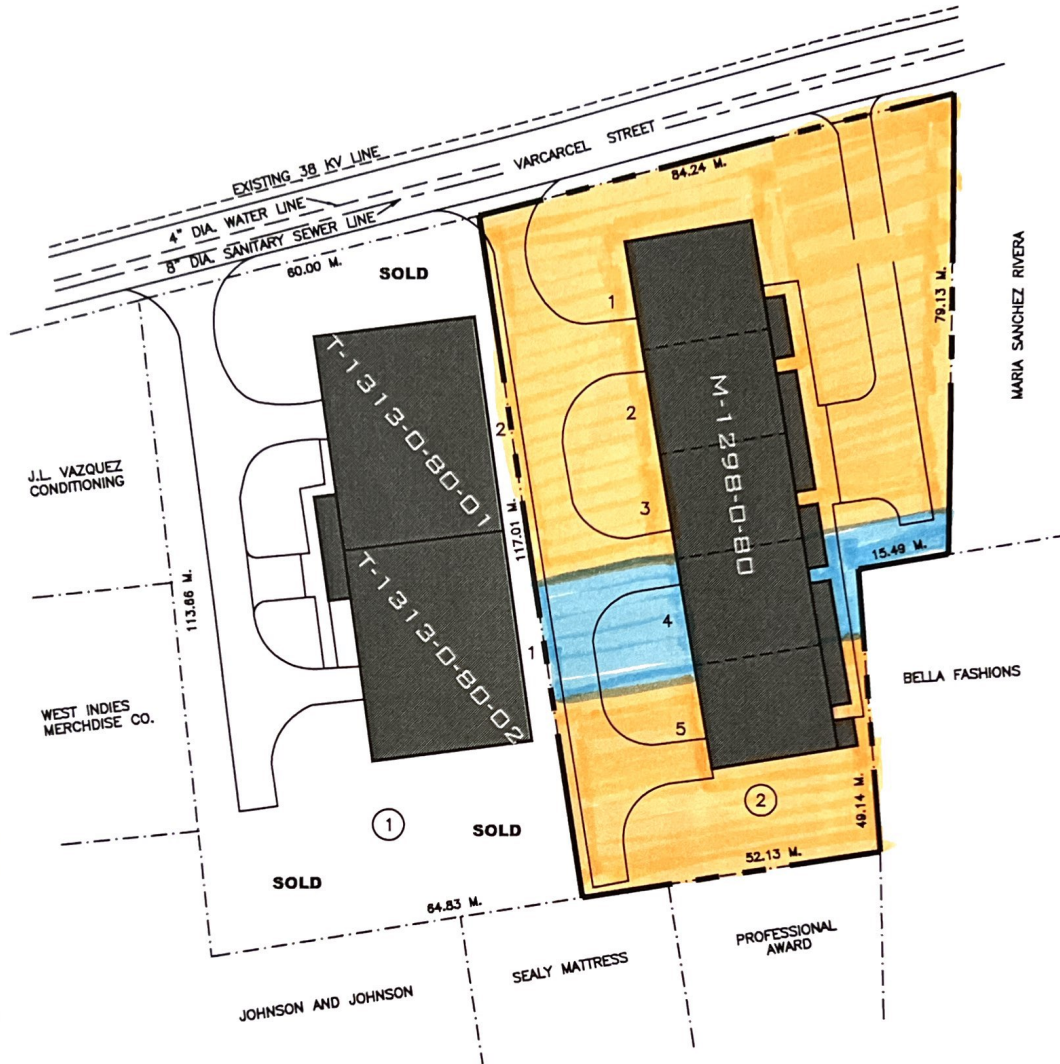 EXISTING 38 KV LINE
4" DIA. WATER LINE
8" DIA. SANITARY SEWER LINE
VARCARCEL STREET
84.24 M.
60.00 M.
SOLD
MARIA SANCHEZ RIVERA
79.13 M.
1
2
3
4
5
M-1298-0-80
T-1313-0-80-01
T-1313-0-80-02
2
1
117.01 M.
J.L. VAZQUEZ
CONDITIONING
113.66 M.
WEST INDIES
MERCHDISE CO.
15.49 M.
BELLA FASHIONS
49.14 M.
2
52.13 M.
1
SOLD
SOLD
64.83 M.
JOHNSON AND JOHNSON
SEALY MATTRESS
PROFESSIONAL
AWARD